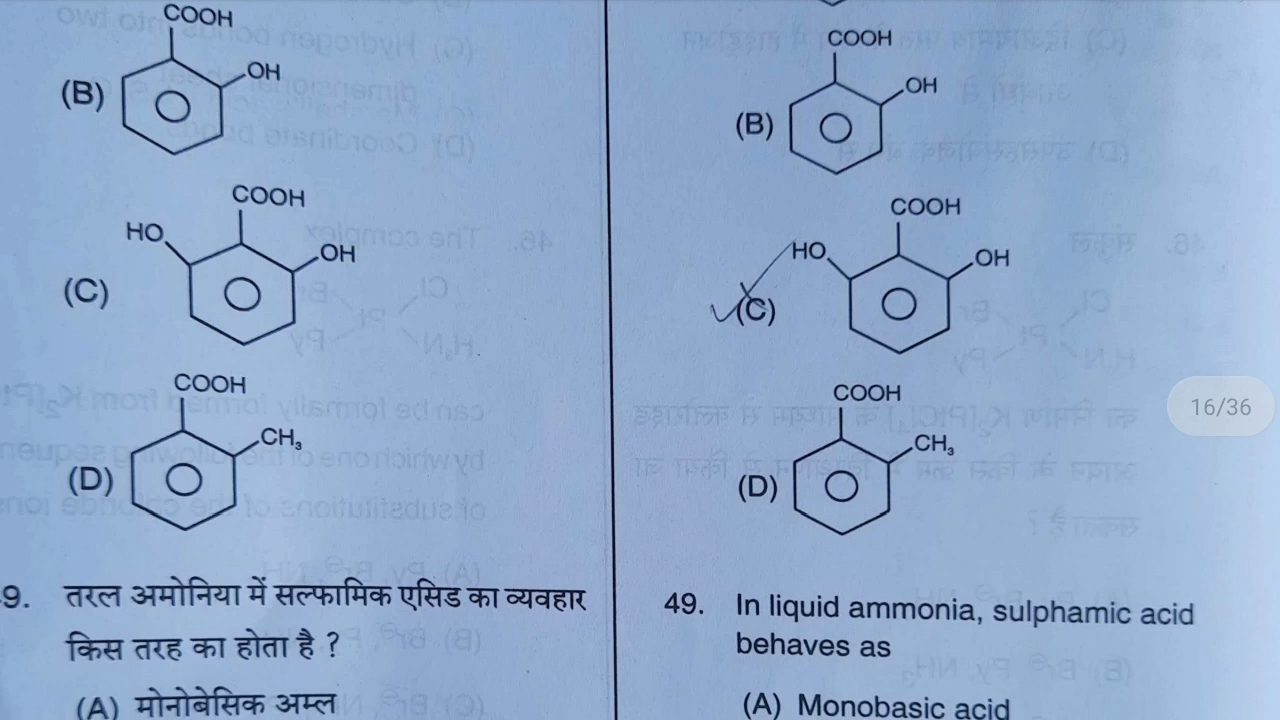 COOH
OH
(B)
COOH
HO
OH
(C)
COOH
CH₃
(D)
9. तरल अमोनिया में सल्फामिक एसिड का व्यवहार
किस तरह का होता है ?
(A) मोनोबेसिक अम्ल
COOH
OH
(B)
COOH
HO
OH
(C)
COOH
CH₃
(D)
49. In liquid ammonia, sulphamic acid
behaves as
(A) Monobasic acid
16/36